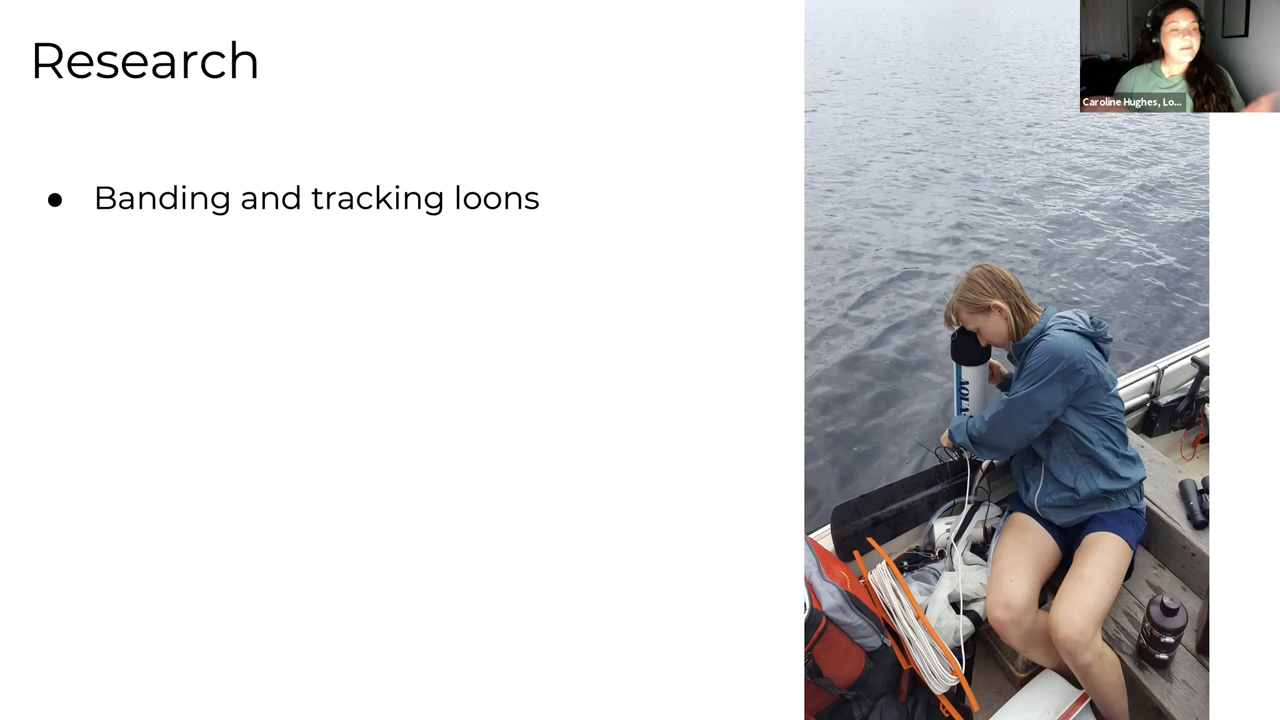 Research
Caroline Hughes, Lo...
● Banding and tracking loons